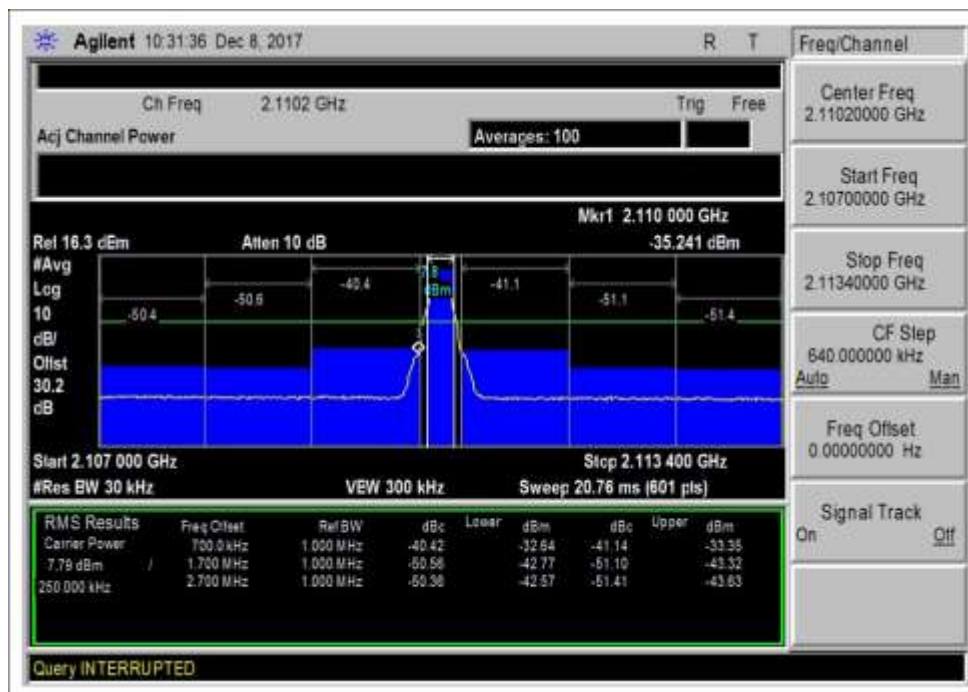 Agilent 10:31:36 Dec 8, 2017 R T
Freq/Channel
Ch Freq 2.1102 GHz Trig Free
Acj Channel Power Averages: 100
Center Freq
2.11020000 GHz
Start Freq
2.10700000 GHz
Stop Freq
2.11340000 GHz
CF Step
640.000000 kHz
Auto Man
Freq Offset
0.00000000 Hz
Signal Track
On Off
Mkr1 2.110 000 GHz
Ref 16.3 dBm Atten 10 dB -35.241 dBm
#Avg
Log
10
dB/
Offst
30.2
dB
-50.4 -50.6 -40.4 7.8 dBm -41.1 -51.1 -51.4
1
Start 2.107 000 GHz Stop 2.113 400 GHz
#Res BW 30 kHz VBW 300 kHz Sweep 20.76 ms (601 pts)
RMS Results Freq Offset Ref BW dBc Lower dBm dBc Upper dBm
Carrier Power 700.0 kHz 1.000 MHz -40.42 -32.64 -41.14 -33.35
7.79 dBm / 1.700 MHz 1.000 MHz -50.56 -42.77 -51.10 -43.32
250.000 kHz 2.700 MHz 1.000 MHz -50.36 -42.57 -51.41 -43.63
Query INTERRUPTED